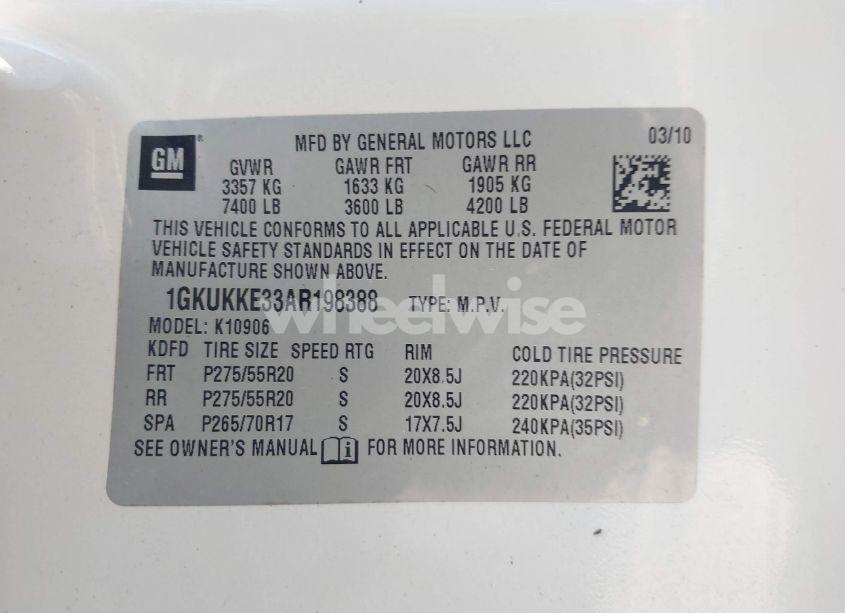 GM
MFD BY GENERAL MOTORS LLC 03/10
GVWR GAWR FRT GAWR RR
3357 KG 1633 KG 1905 KG
7400 LB 3600 LB 4200 LB
THIS VEHICLE CONFORMS TO ALL APPLICABLE U.S. FEDERAL MOTOR
VEHICLE SAFETY STANDARDS IN EFFECT ON THE DATE OF
MANUFACTURE SHOWN ABOVE.
1GKUKKE33AR198388 TYPE: M.P.V.
wheelwise
MODEL: K10906
KDFD TIRE SIZE SPEED RTG RIM COLD TIRE PRESSURE
FRT P275/55R20 S 20X8.5J 220KPA(32PSI)
RR P275/55R20 S 20X8.5J 220KPA(32PSI)
SPA P265/70R17 S 17X7.5J 240KPA(35PSI)
SEE OWNER'S MANUAL i FOR MORE INFORMATION.